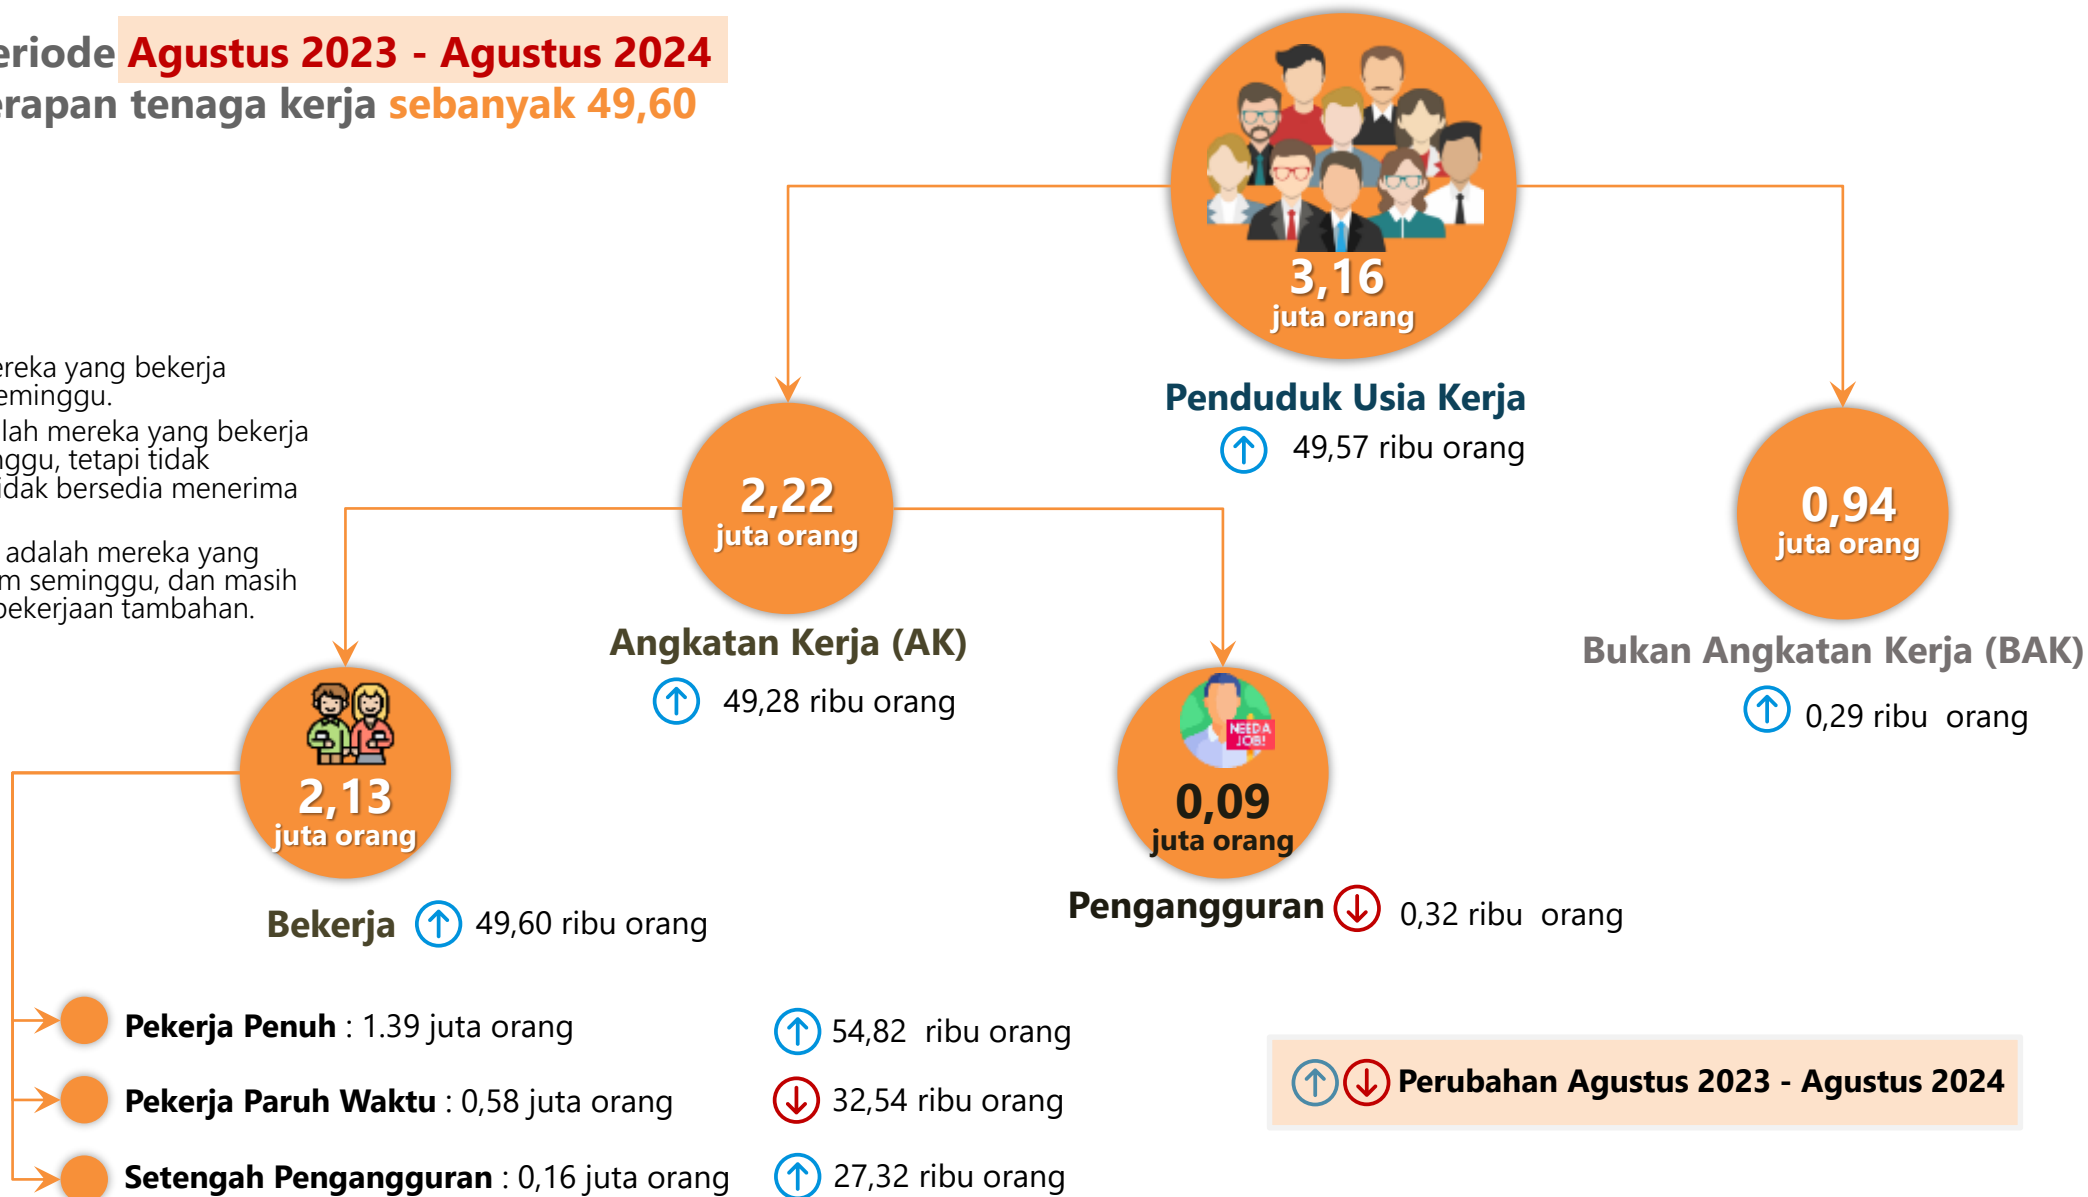 eriode Agustus 2023 - Agustus 2024
erapan tenaga kerja sebanyak 49,60
3,16
juta orang
Penduduk Usia Kerja
49,57 ribu orang
ereka yang bekerja
eminggu.
lah mereka yang bekerja
nggu, tetapi tidak
idak bersedia menerima
adalah mereka yang
m seminggu, dan masih
pekerjaan tambahan.
2,22
juta orang
Angkatan Kerja (AK)
49,28 ribu orang
0,94
juta orang
Bukan Angkatan Kerja (BAK)
0,29 ribu  orang
2,13
juta orang
Bekerja 49,60 ribu orang
NEED A
JOB!
0,09
juta orang
Pengangguran 0,32 ribu  orang
Pekerja Penuh : 1.39 juta orang 54,82  ribu orang
Pekerja Paruh Waktu : 0,58 juta orang 32,54 ribu orang
Setengah Pengangguran : 0,16 juta orang 27,32 ribu orang
Perubahan Agustus 2023 - Agustus 2024